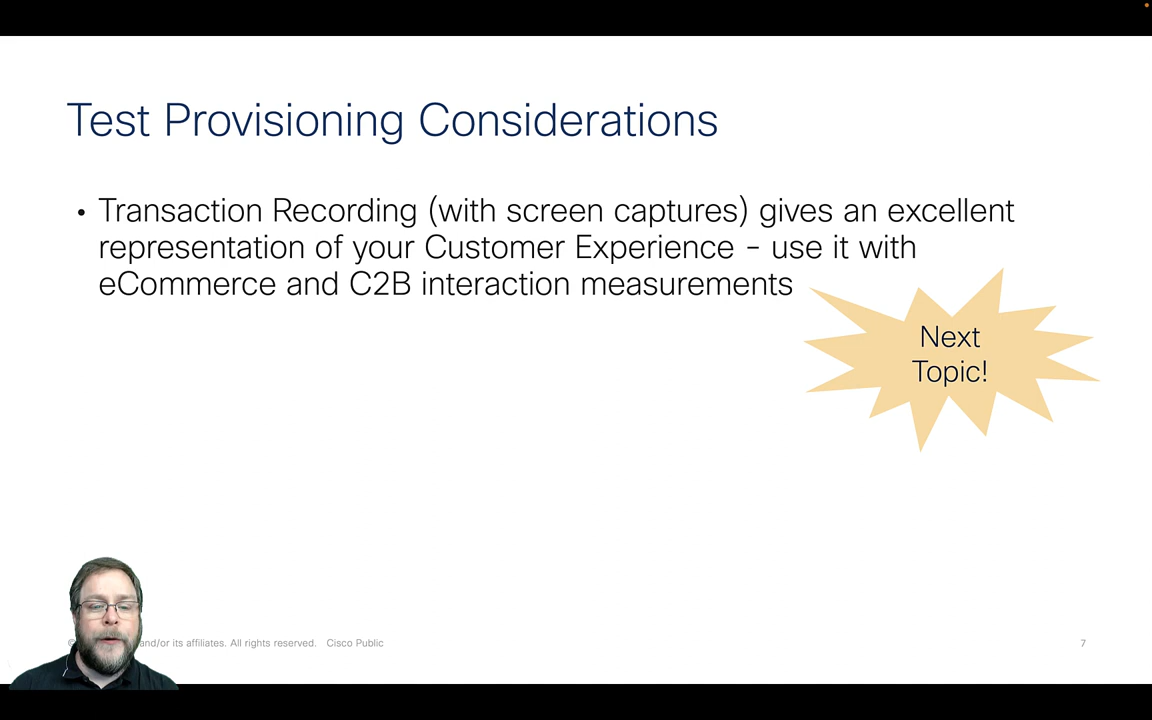 Test Provisioning Considerations
• Transaction Recording (with screen captures) gives an excellent
representation of your Customer Experience – use it with
eCommerce and C2B interaction measurements
Next
Topic!
and/or its affiliates. All rights reserved. Cisco Public
7